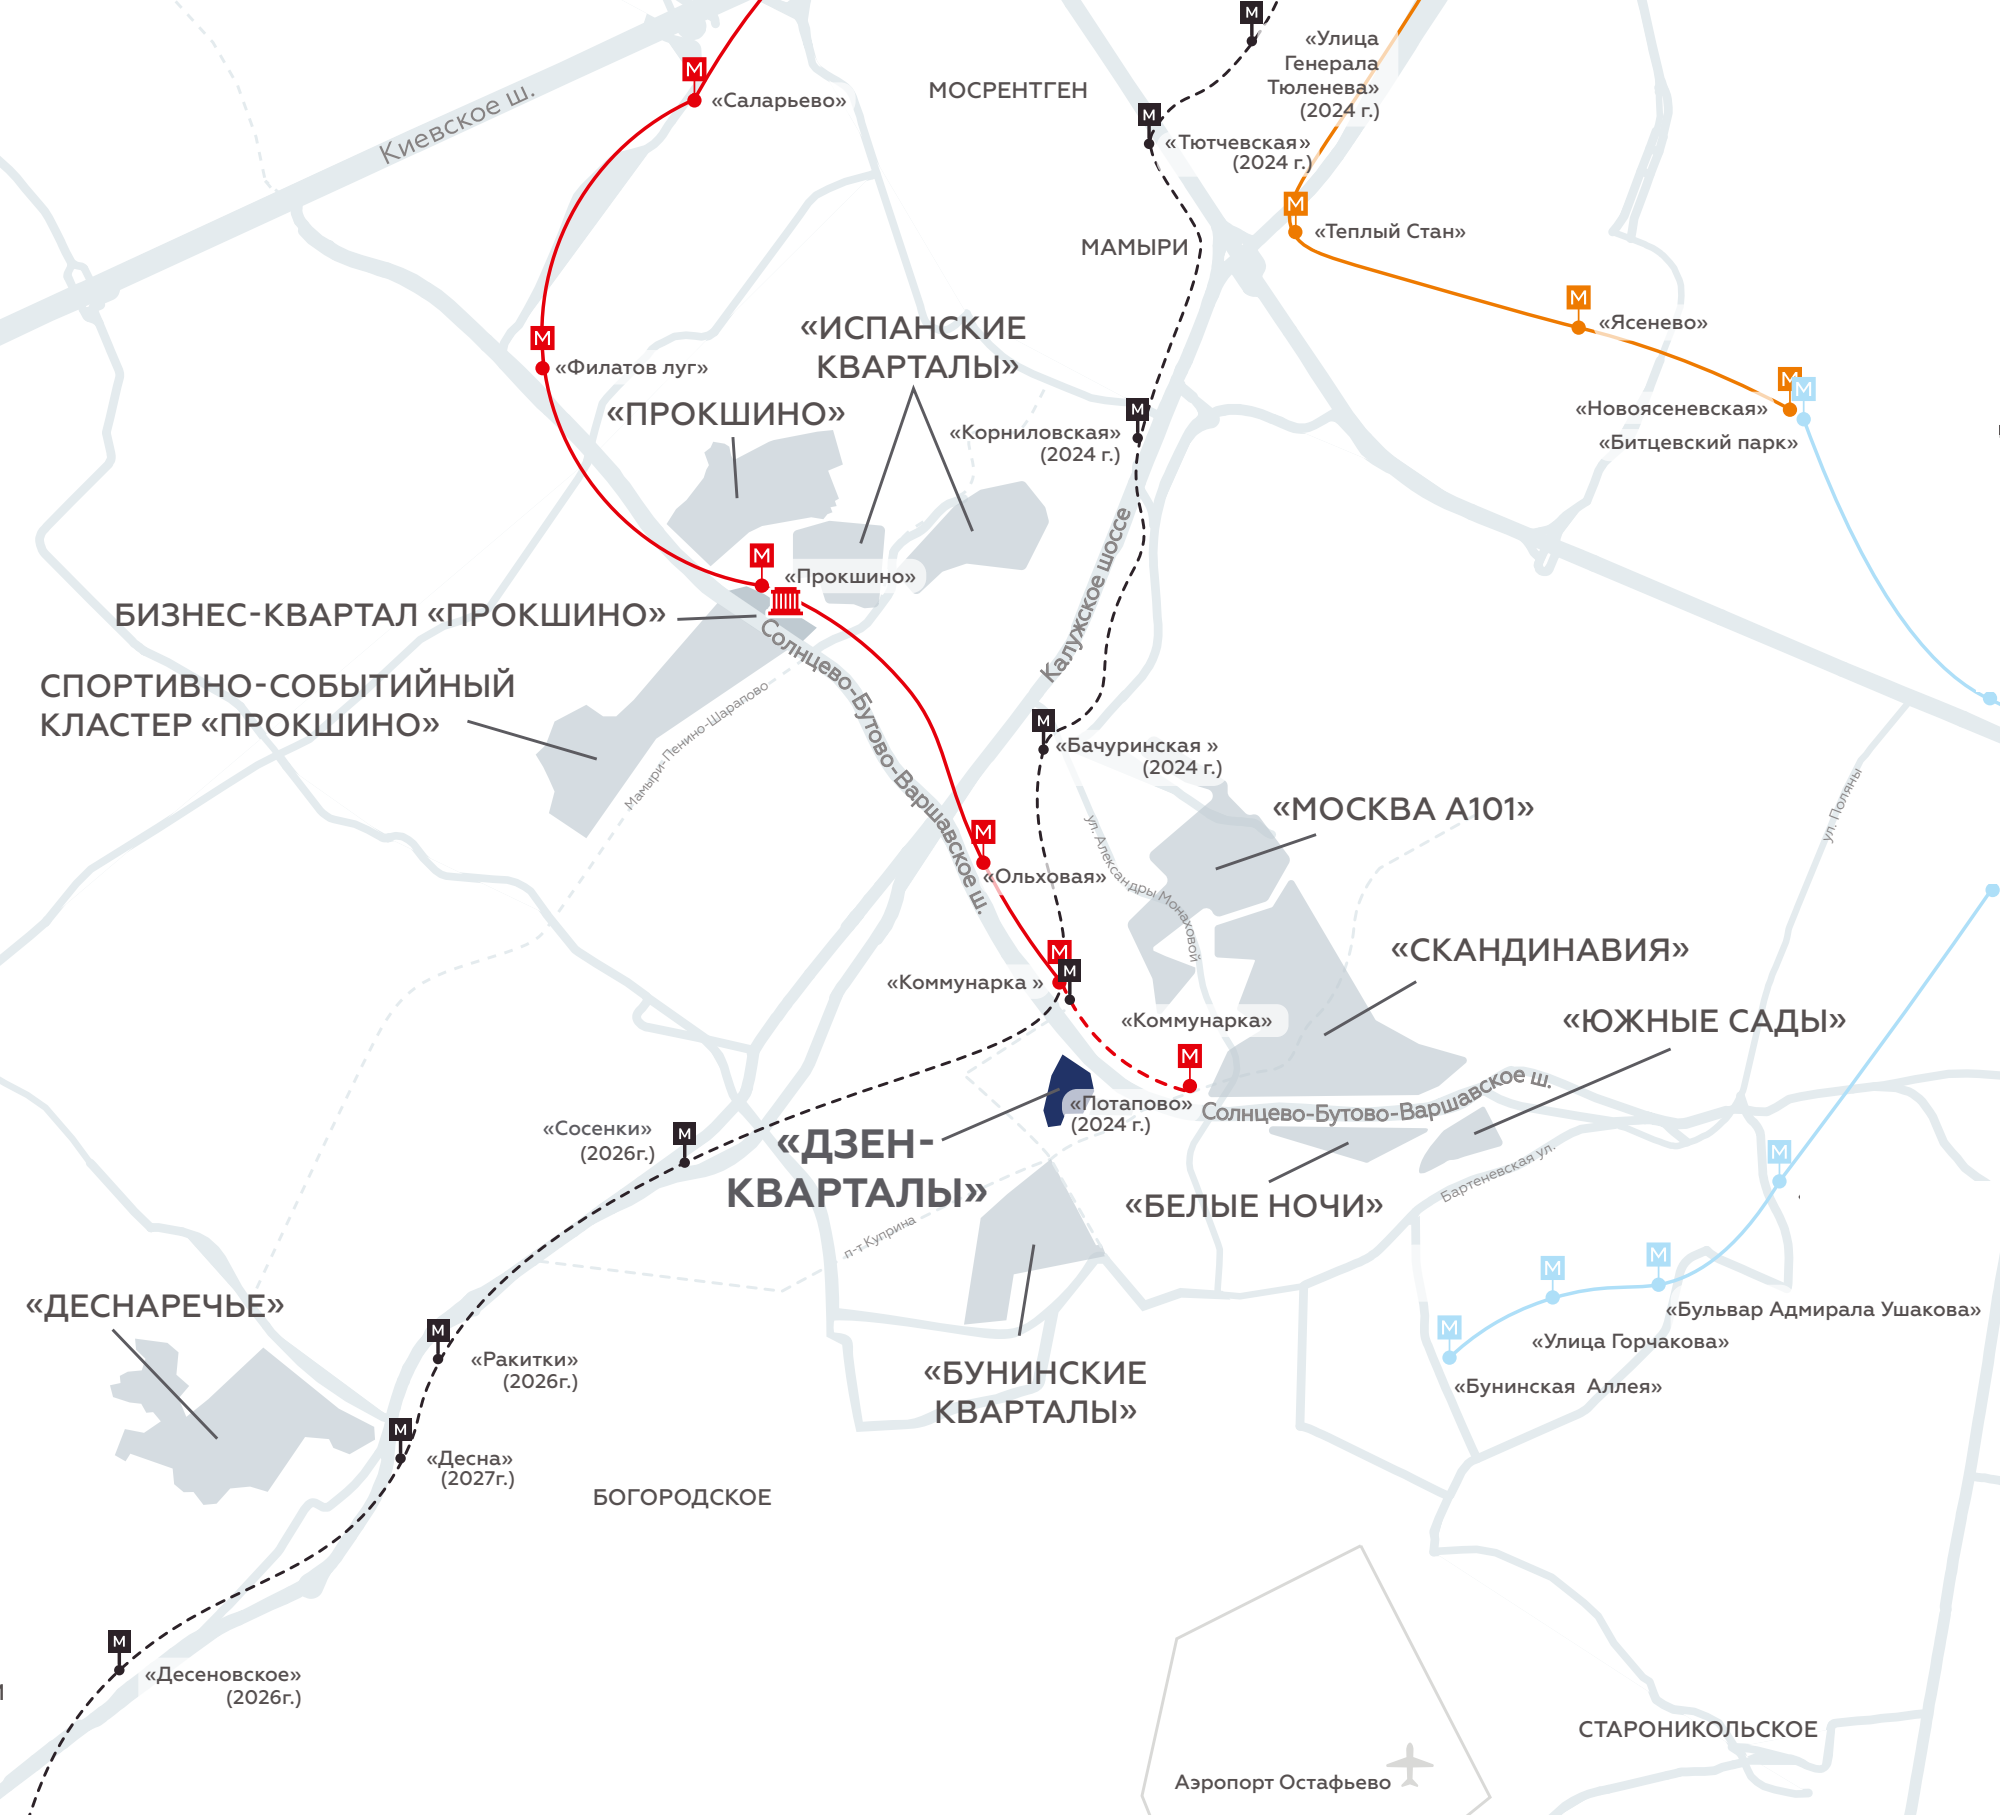 «Улица
Генерала
Тюленева»
(2024 г.)
МОСРЕНТГЕН
Киевское ш.
«Саларьево»
«Тютчевская»
(2024 г.)
«Теплый Стан»
МАМЫРИ
«Ясенево»
«ИСПАНСКИЕ
КВАРТАЛЫ»
«Филатов луг»
«ПРОКШИНО»
«Новоясеневская»
«Битцевский парк»
«Корниловская»
(2024 г.)
«Прокшино»
Калужское шоссе
БИЗНЕС-КВАРТАЛ «ПРОКШИНО»
Солнцево-Бутово-Варшавское ш.
СПОРТИВНО-СОБЫТИЙНЫЙ
КЛАСТЕР «ПРОКШИНО»
Мамыри-Пенино-Шарапово
«Бачуринская »
(2024 г.)
«МОСКВА А101»
ул. Поляны
ул. Александры Монаховой
«Ольховая»
«СКАНДИНАВИЯ»
«Коммунарка »
«Коммунарка»
«ЮЖНЫЕ САДЫ»
«Потапово»
(2024 г.)
Солнцево-Бутово-Варшавское ш.
«Сосенки»
(2026г.)
«ДЗЕН-
КВАРТАЛЫ»
Бартеневская ул.
«БЕЛЫЕ НОЧИ»
п-т Куприна
«ДЕСНАРЕЧЬЕ»
«Бульвар Адмирала Ушакова»
«Улица Горчакова»
«Ракитки»
(2026г.)
«БУНИНСКИЕ
КВАРТАЛЫ»
«Бунинская Аллея»
«Десна»
(2027г.)
БОГОРОДСКОЕ
«Десеновское»
(2026г.)
СТАРОНИКОЛЬСКОЕ
Аэропорт Остафьево